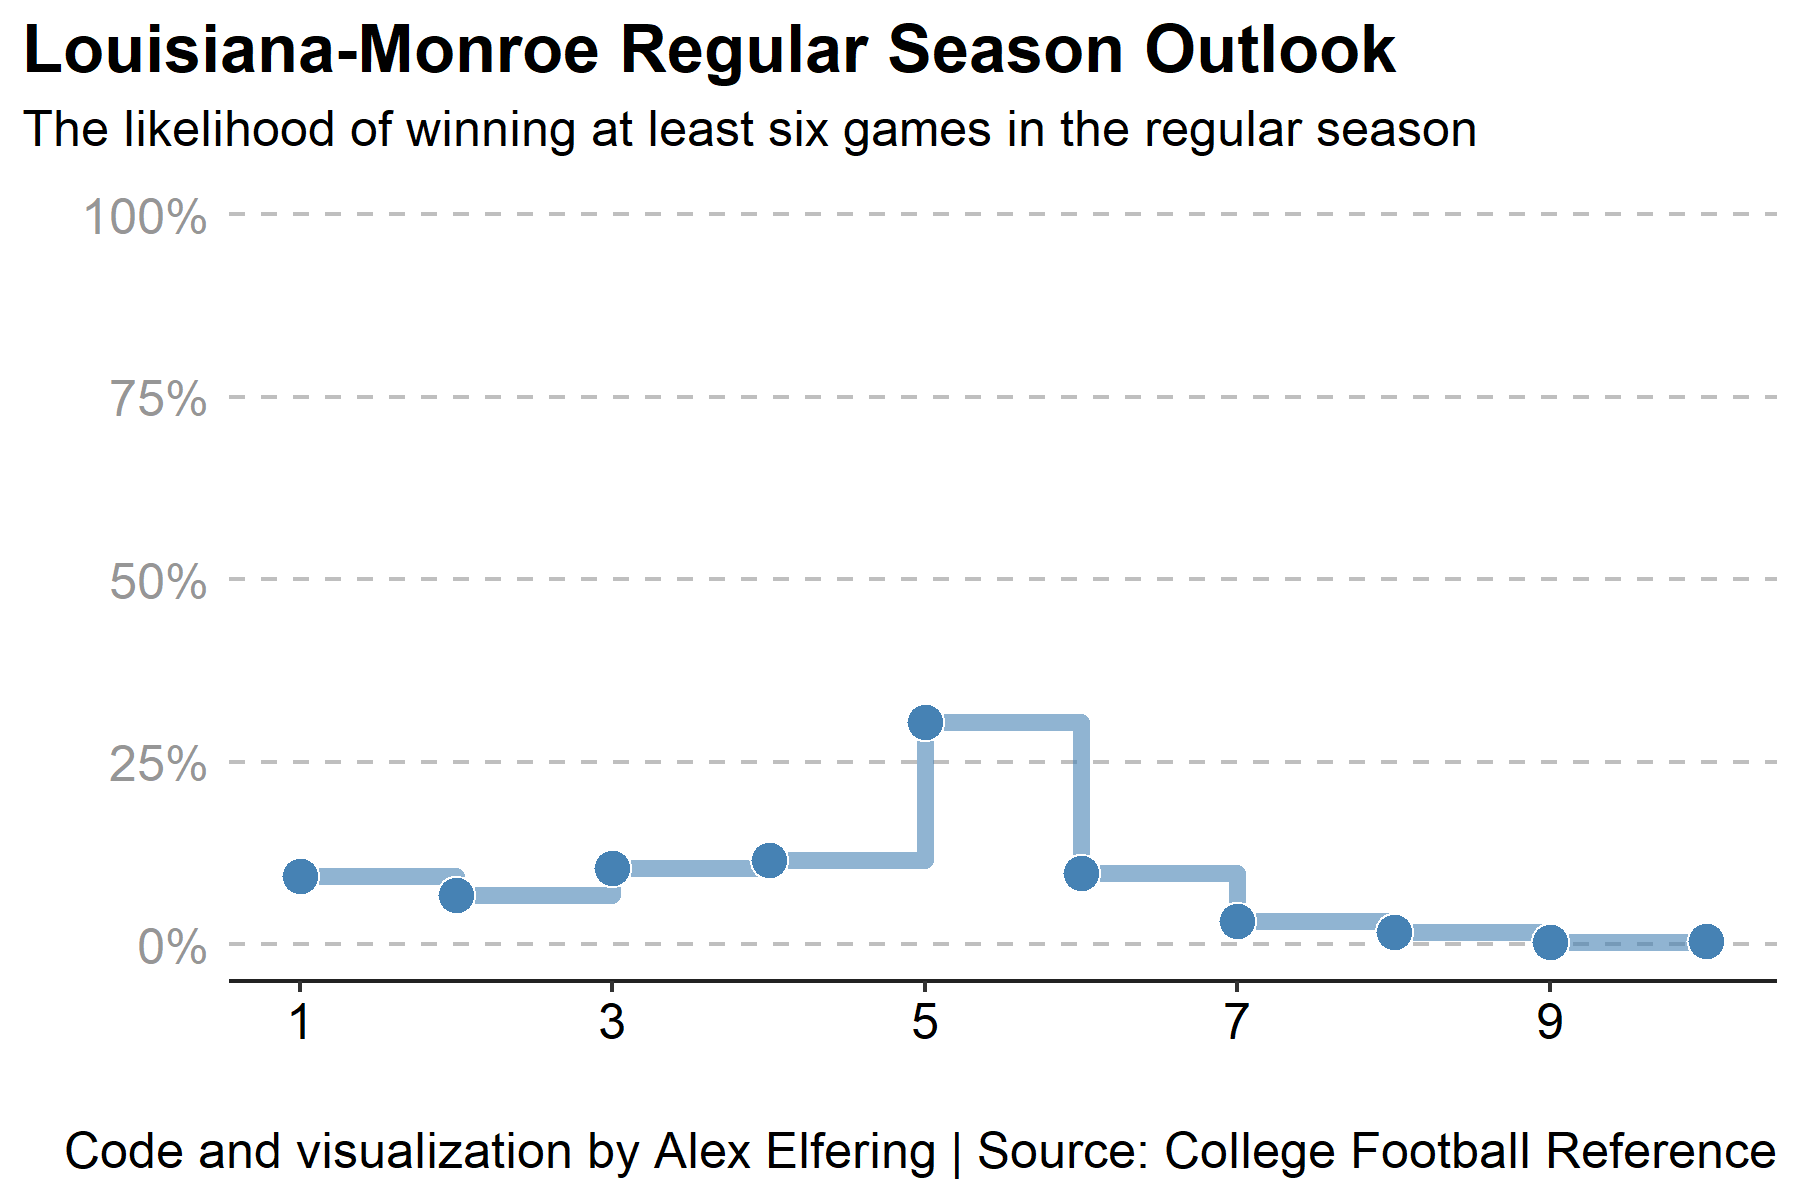 Louisiana-Monroe Regular Season Outlook
The likelihood of winning at least six games in the regular season
100%
75%
50%
25%
0%
1 3 5 7 9
Code and visualization by Alex Elfering | Source: College Football Reference